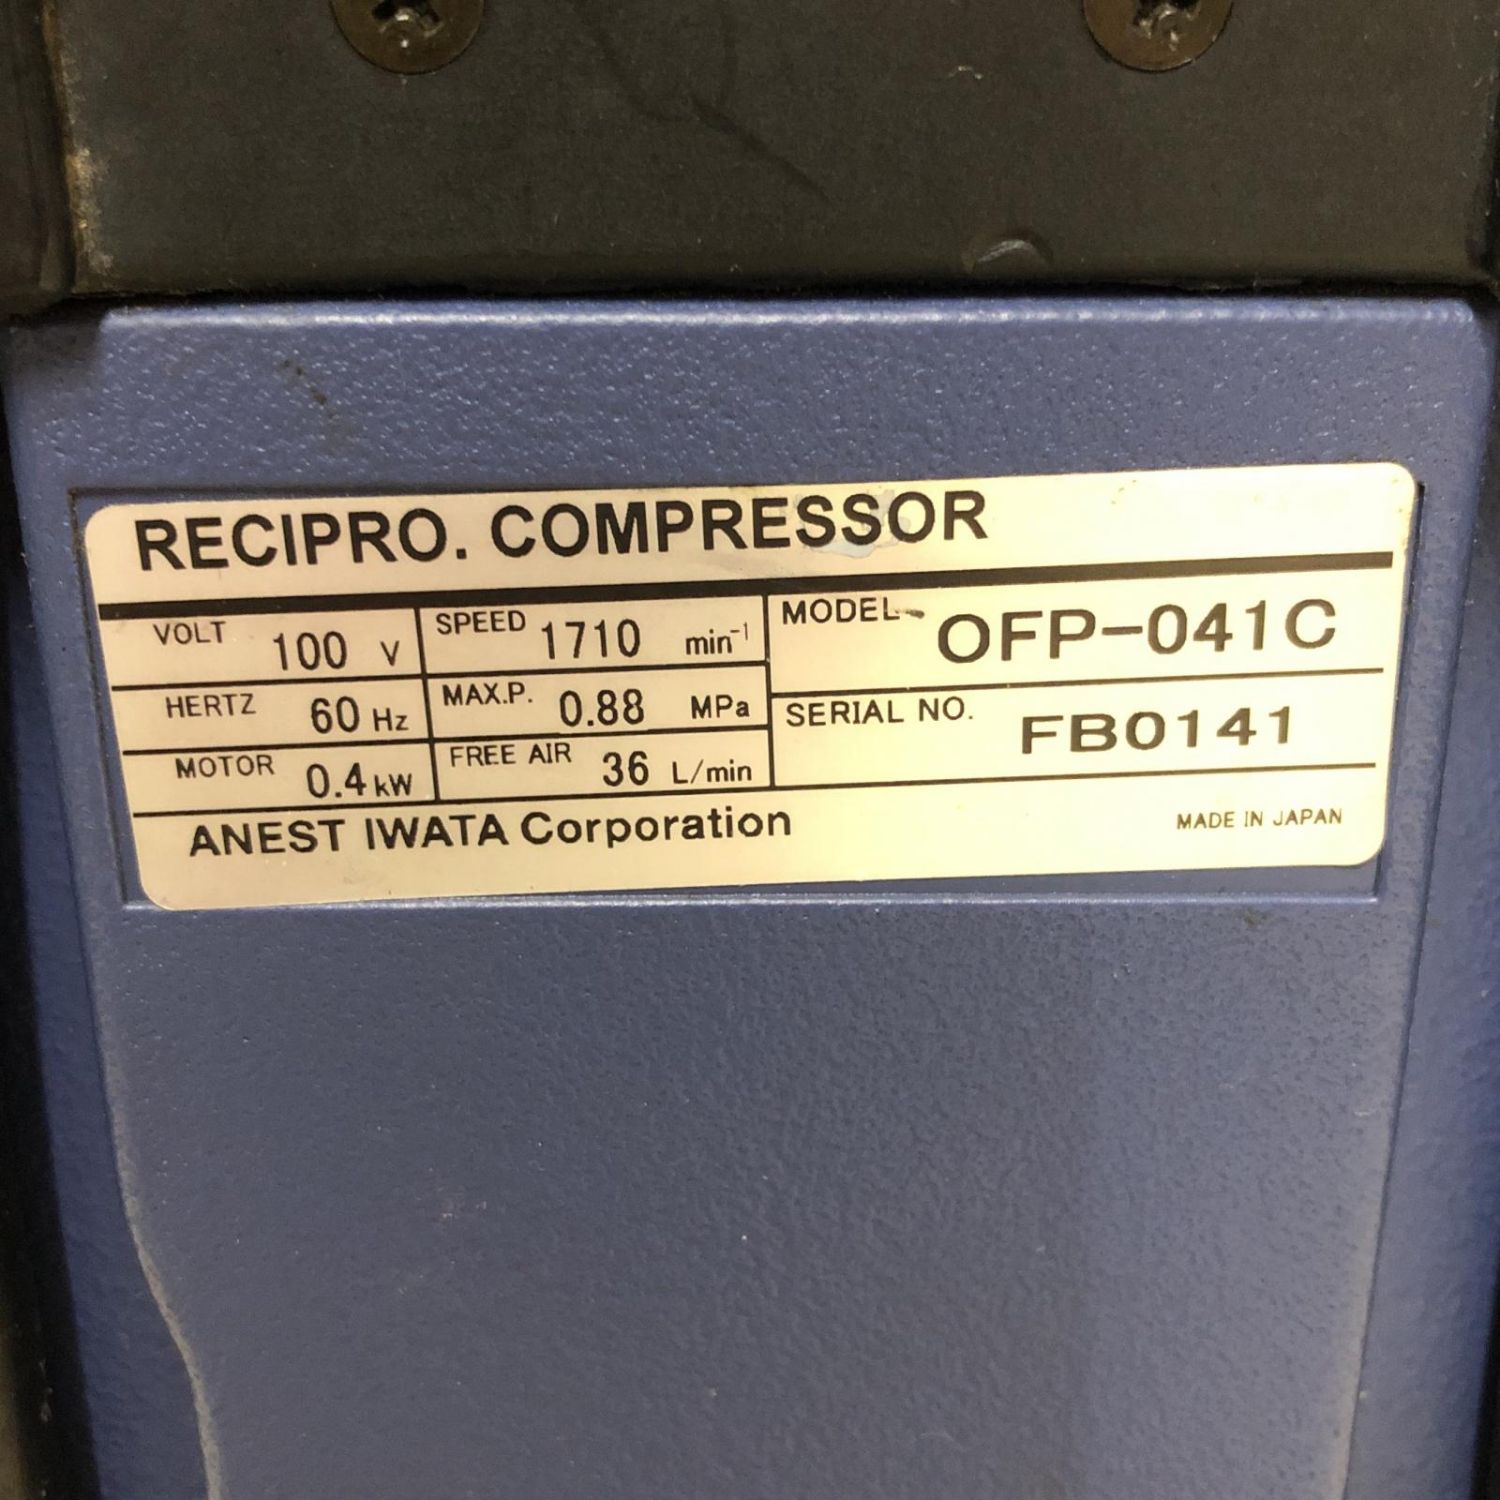 RECIPRO. COMPRESSOR
VOLT 100 V SPEED 1710 min⁻¹ MODEL OFP-041C
HERTZ 60 Hz MAX.P. 0.88 MPa SERIAL NO. FB0141
MOTOR 0.4 kW FREE AIR 36 L/min
ANEST IWATA Corporation MADE IN JAPAN